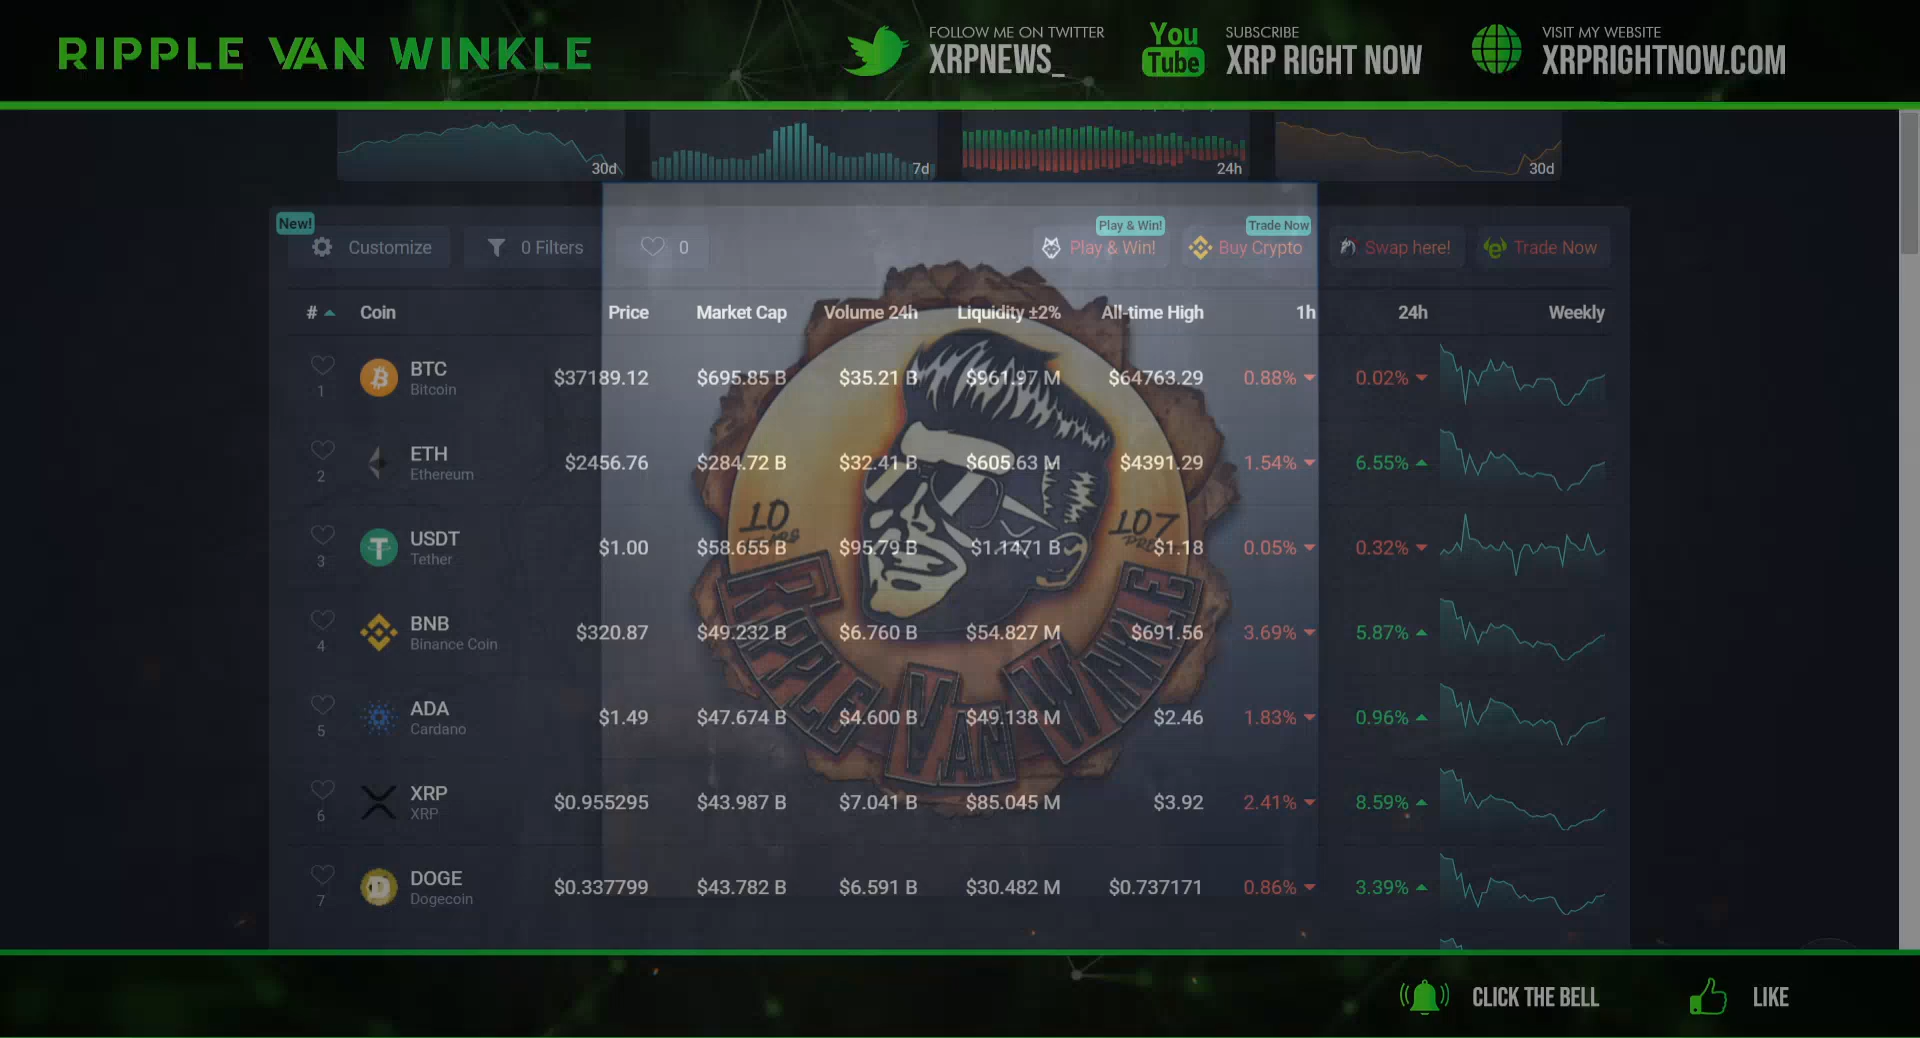 RIPPLE VAN WINKLE
FOLLOW ME ON TWITTER
XRPNEWS_
You
Tube
SUBSCRIBE
XRP RIGHT NOW
VISIT MY WEBSITE
XRPRIGHTNOW.COM
30d
7d
24h
30d
New!
Customize
0 Filters
0
Play & Win!
Play & Win!
Trade Now
Buy Crypto
Swap here!
Trade Now
# Coin Price Market Cap Volume 24h Liquidity ±2% All-time High 1h 24h Weekly
1 BTC Bitcoin $37189.12 $695.85 B $35.21 B $961.97 M $64763.29 0.88% 0.02%
2 ETH Ethereum $2456.76 $284.72 B $32.41 B $605.63 M $4391.29 1.54% 6.55%
3 USDT Tether $1.00 $58.655 B $95.79 B $1.1471 B $1.18 0.05% 0.32%
4 BNB Binance Coin $320.87 $49.232 B $6.760 B $54.827 M $691.56 3.69% 5.87%
5 ADA Cardano $1.49 $47.674 B $4.600 B $49.138 M $2.46 1.83% 0.96%
6 XRP XRP $0.955295 $43.987 B $7.041 B $85.045 M $3.92 2.41% 8.59%
7 DOGE Dogecoin $0.337799 $43.782 B $6.591 B $30.482 M $0.737171 0.86% 3.39%
10
107
RIPPLE VAN WINKLE
CLICK THE BELL
LIKE